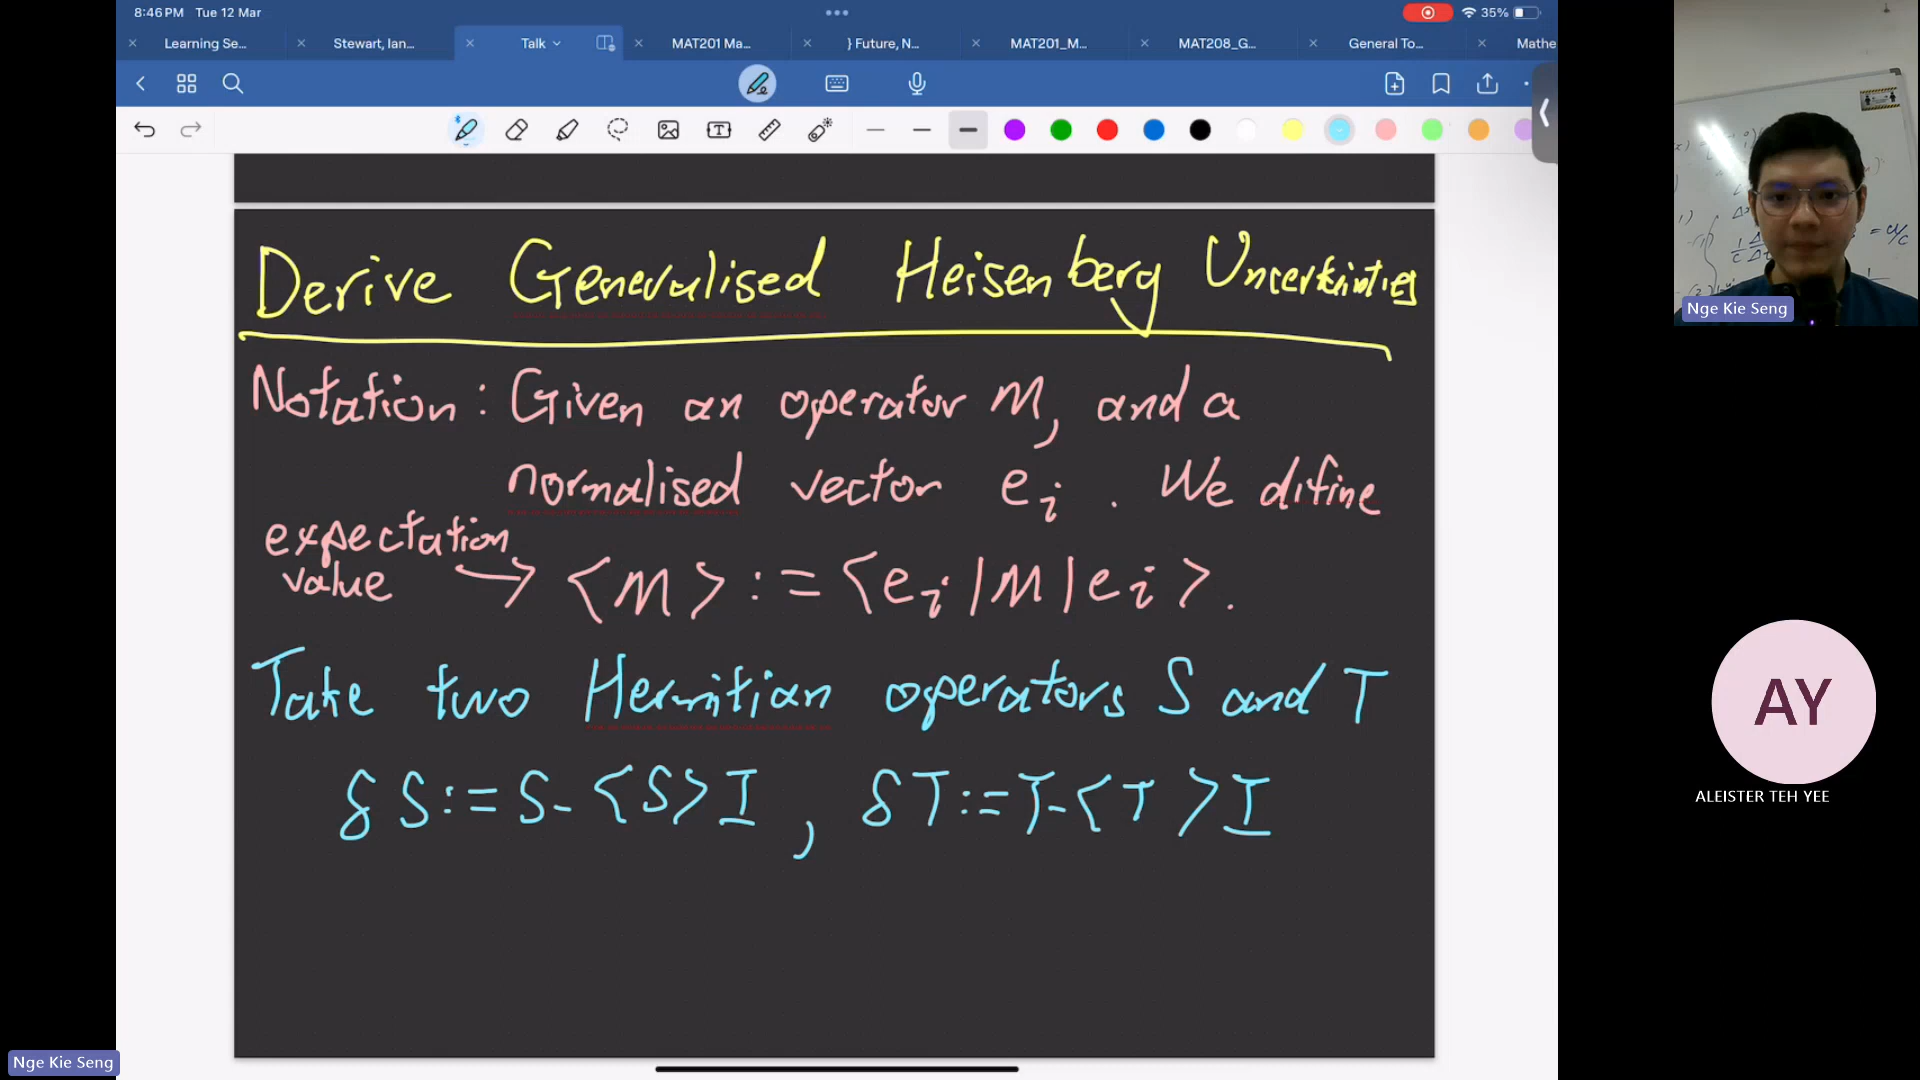 8:46 PM Tue 12 Mar
35%
Learning Se...
Stewart, Ian,...
Talk
MAT201 Ma...
} Future, N...
MAT201_M...
MAT208_G...
General To...
Mathe
Derive Generalised Heisenberg Uncertainties
Notation: Given an operator M, and a
normalised vector e_i. We difine
expectation
value → <M> := <e_i|M|e_i>.
Take two Hermitian operators S and T
δS := S - <S>I, δT := T - <T>I
Nge Kie Seng
AY
ALEISTER TEH YEE
Nge Kie Seng